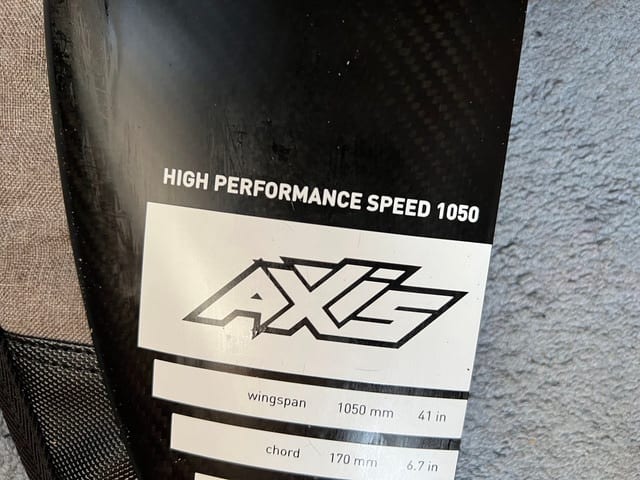 HIGH PERFORMANCE SPEED 1050
AXIS
wingspan 1050 mm 41 in
chord 170 mm 6.7 in